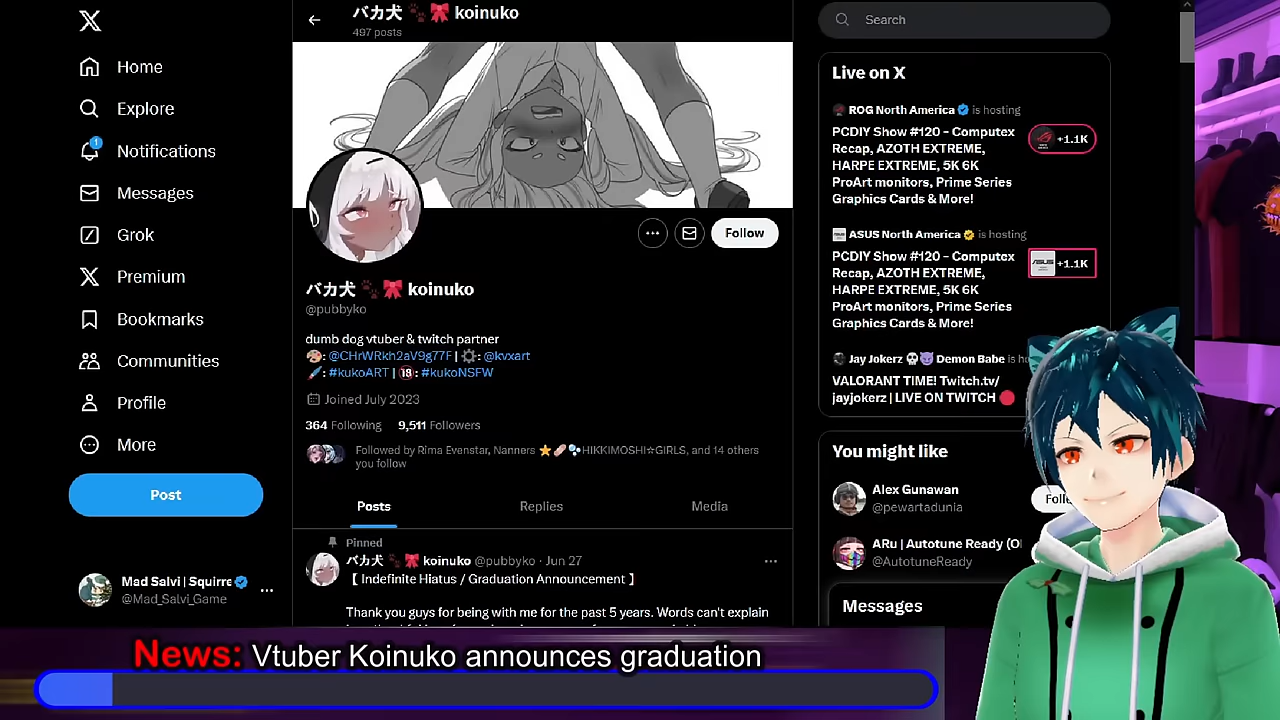 Home
Explore
1
Notifications
Messages
Grok
Premium
Bookmarks
Communities
Profile
More
Post
Mad Salvi | Squirre
@Mad_Salvi_Game
バカ犬 🐾🎀 koinuko
497 posts
Follow
バカ犬 🐾🎀 koinuko
@pubbyko
dumb dog vtuber & twitch partner
🎨: @CHrWRkh2aV9g77F | ⚙️: @kvxart
🖌️: #kukoART | 🔞: #kukoNSFW
Joined July 2023
364 Following 9,511 Followers
Followed by Rima Evenstar, Nanners ⭐🩹🫧HIKKIMOSHI☆GIRLS, and 14 others
you follow
Posts Replies Media
Pinned
バカ犬 🐾🎀 koinuko @pubbyko · Jun 27
【 Indefinite Hiatus / Graduation Announcement 】
Thank you guys for being with me for the past 5 years. Words can't explain
Search
Live on X
ROG North America is hosting
PCDIY Show #120 - Computex
Recap, AZOTH EXTREME,
HARPE EXTREME, 5K 6K
ProArt monitors, Prime Series
Graphics Cards & More!
+1.1K
ASUS North America is hosting
PCDIY Show #120 - Computex
Recap, AZOTH EXTREME,
HARPE EXTREME, 5K 6K
ProArt monitors, Prime Series
Graphics Cards & More!
ASUS +1.1K
Jay Jokerz 💀😈 Demon Babe is h
VALORANT TIME! Twitch.tv/
jayjokerz | LIVE ON TWITCH 🔴
You might like
Alex Gunawan
@pewartadunia
Foll
ARu | Autotune Ready (O
@AutotuneReady
Messages
News: Vtuber Koinuko announces graduation